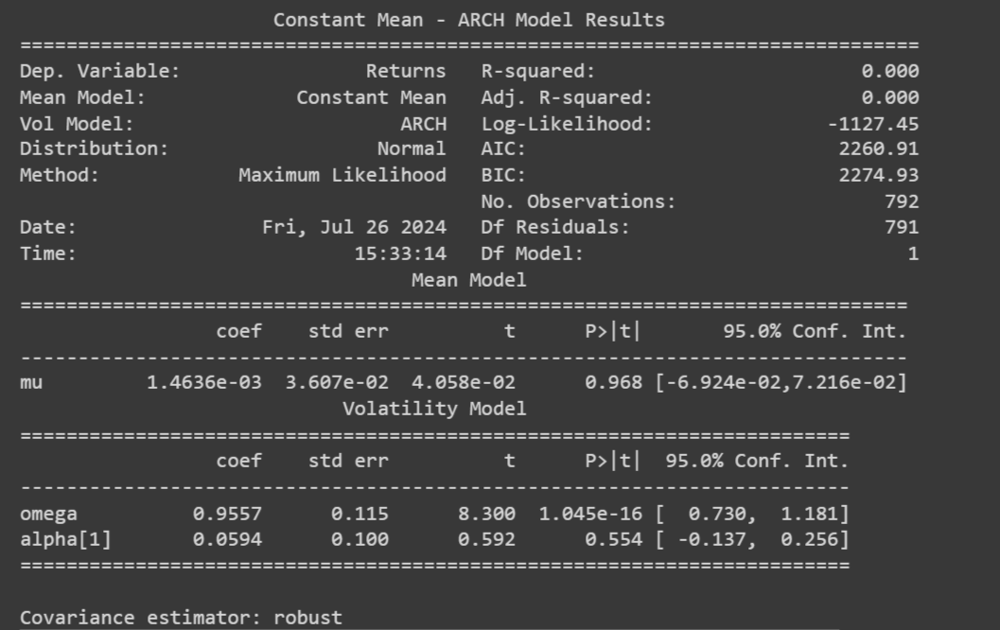 Constant Mean - ARCH Model Results
==============================================================================
Dep. Variable: Returns R-squared: 0.000
Mean Model: Constant Mean Adj. R-squared: 0.000
Vol Model: ARCH Log-Likelihood: -1127.45
Distribution: Normal AIC: 2260.91
Method: Maximum Likelihood BIC: 2274.93
No. Observations: 792
Date: Fri, Jul 26 2024 Df Residuals: 791
Time: 15:33:14 Df Model: 1
Mean Model
=============================================================================
coef std err t P>|t| 95.0% Conf. Int.
-----------------------------------------------------------------------------
mu 1.4636e-03 3.607e-02 4.058e-02 0.968 [-6.924e-02,7.216e-02]
Volatility Model
========================================================================
coef std err t P>|t| 95.0% Conf. Int.
------------------------------------------------------------------------
omega 0.9557 0.115 8.300 1.045e-16 [ 0.730, 1.181]
alpha[1] 0.0594 0.100 0.592 0.554 [ -0.137, 0.256]
========================================================================
Covariance estimator: robust